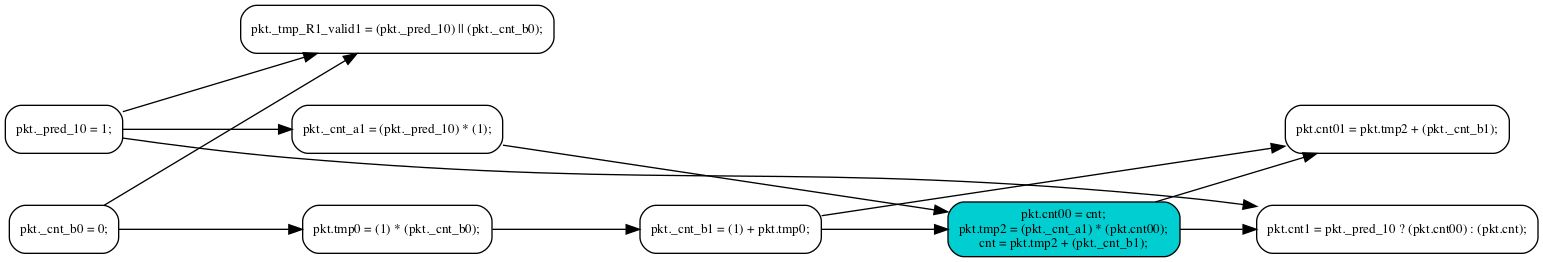 pkt._tmp_R1_valid1 = (pkt._pred_10) || (pkt._cnt_b0);
pkt._pred_10 = 1;
pkt._cnt_a1 = (pkt._pred_10) * (1);
pkt.cnt01 = pkt.tmp2 + (pkt._cnt_b1);
pkt._cnt_b0 = 0;
pkt.tmp0 = (1) * (pkt._cnt_b0);
pkt._cnt_b1 = (1) + pkt.tmp0;
pkt.cnt00 = cnt;
pkt.tmp2 = (pkt._cnt_a1) * (pkt.cnt00);
cnt = pkt.tmp2 + (pkt._cnt_b1);
pkt.cnt1 = pkt._pred_10 ? (pkt.cnt00) : (pkt.cnt);